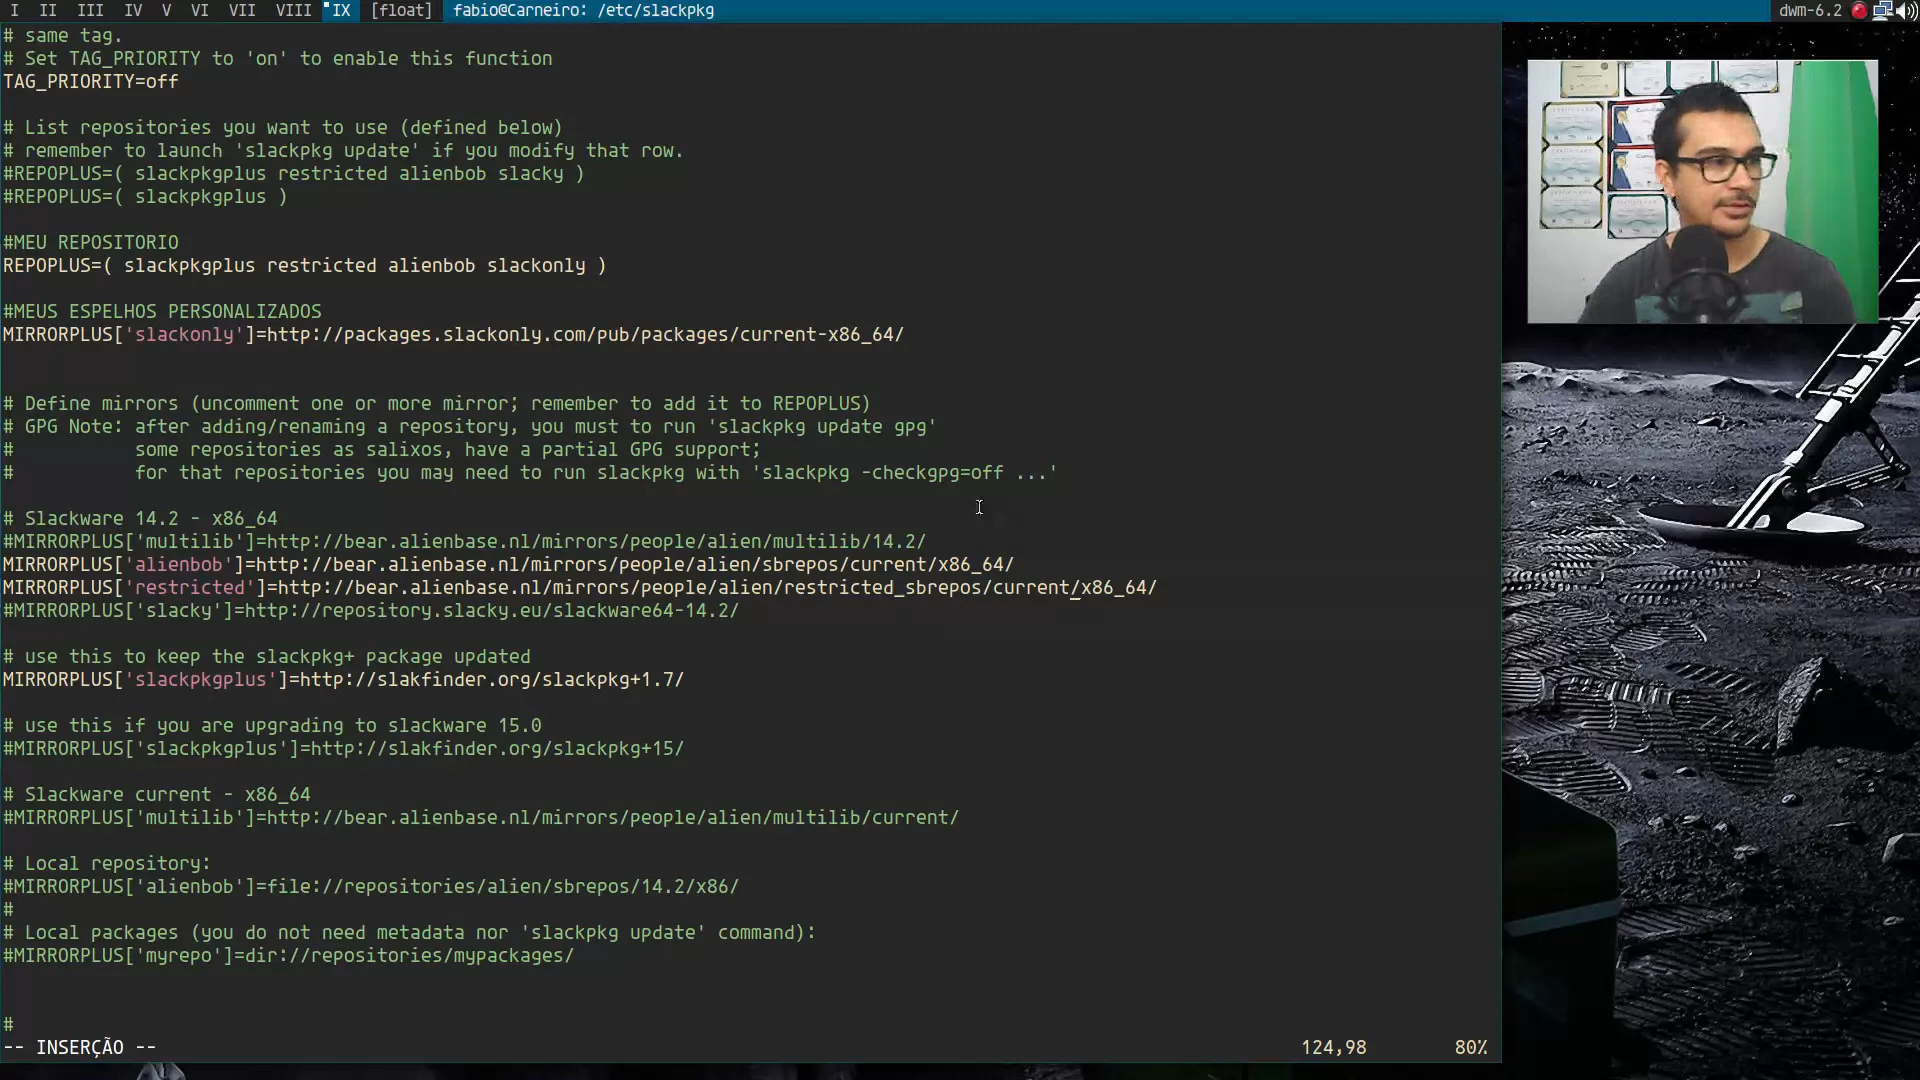 I II III IV V VI VII VIII IX [float] fabio@Carneiro: /etc/slackpkg dwm-6.2
# same tag.
# Set TAG_PRIORITY to 'on' to enable this function
TAG_PRIORITY=off
# List repositories you want to use (defined below)
# remember to launch 'slackpkg update' if you modify that row.
#REPOPLUS=( slackpkgplus restricted alienbob slacky )
#REPOPLUS=( slackpkgplus )
#MEU REPOSITORIO
REPOPLUS=( slackpkgplus restricted alienbob slackonly )
#MEUS ESPELHOS PERSONALIZADOS
MIRRORPLUS['slackonly']=http://packages.slackonly.com/pub/packages/current-x86_64/
# Define mirrors (uncomment one or more mirror; remember to add it to REPOPLUS)
# GPG Note: after adding/renaming a repository, you must to run 'slackpkg update gpg'
#           some repositories as salixos, have a partial GPG support;
#           for that repositories you may need to run slackpkg with 'slackpkg -checkgpg=off ...'
# Slackware 14.2 - x86_64
#MIRRORPLUS['multilib']=http://bear.alienbase.nl/mirrors/people/alien/multilib/14.2/
MIRRORPLUS['alienbob']=http://bear.alienbase.nl/mirrors/people/alien/sbrepos/current/x86_64/
MIRRORPLUS['restricted']=http://bear.alienbase.nl/mirrors/people/alien/restricted_sbrepos/current/x86_64/
#MIRRORPLUS['slacky']=http://repository.slacky.eu/slackware64-14.2/
# use this to keep the slackpkg+ package updated
MIRRORPLUS['slackpkgplus']=http://slakfinder.org/slackpkg+1.7/
# use this if you are upgrading to slackware 15.0
#MIRRORPLUS['slackpkgplus']=http://slakfinder.org/slackpkg+15/
# Slackware current - x86_64
#MIRRORPLUS['multilib']=http://bear.alienbase.nl/mirrors/people/alien/multilib/current/
# Local repository:
#MIRRORPLUS['alienbob']=file://repositories/alien/sbrepos/14.2/x86/
#
# Local packages (you do not need metadata nor 'slackpkg update' command):
#MIRRORPLUS['myrepo']=dir://repositories/mypackages/
#
-- INSERÇÃO -- 124,98 80%